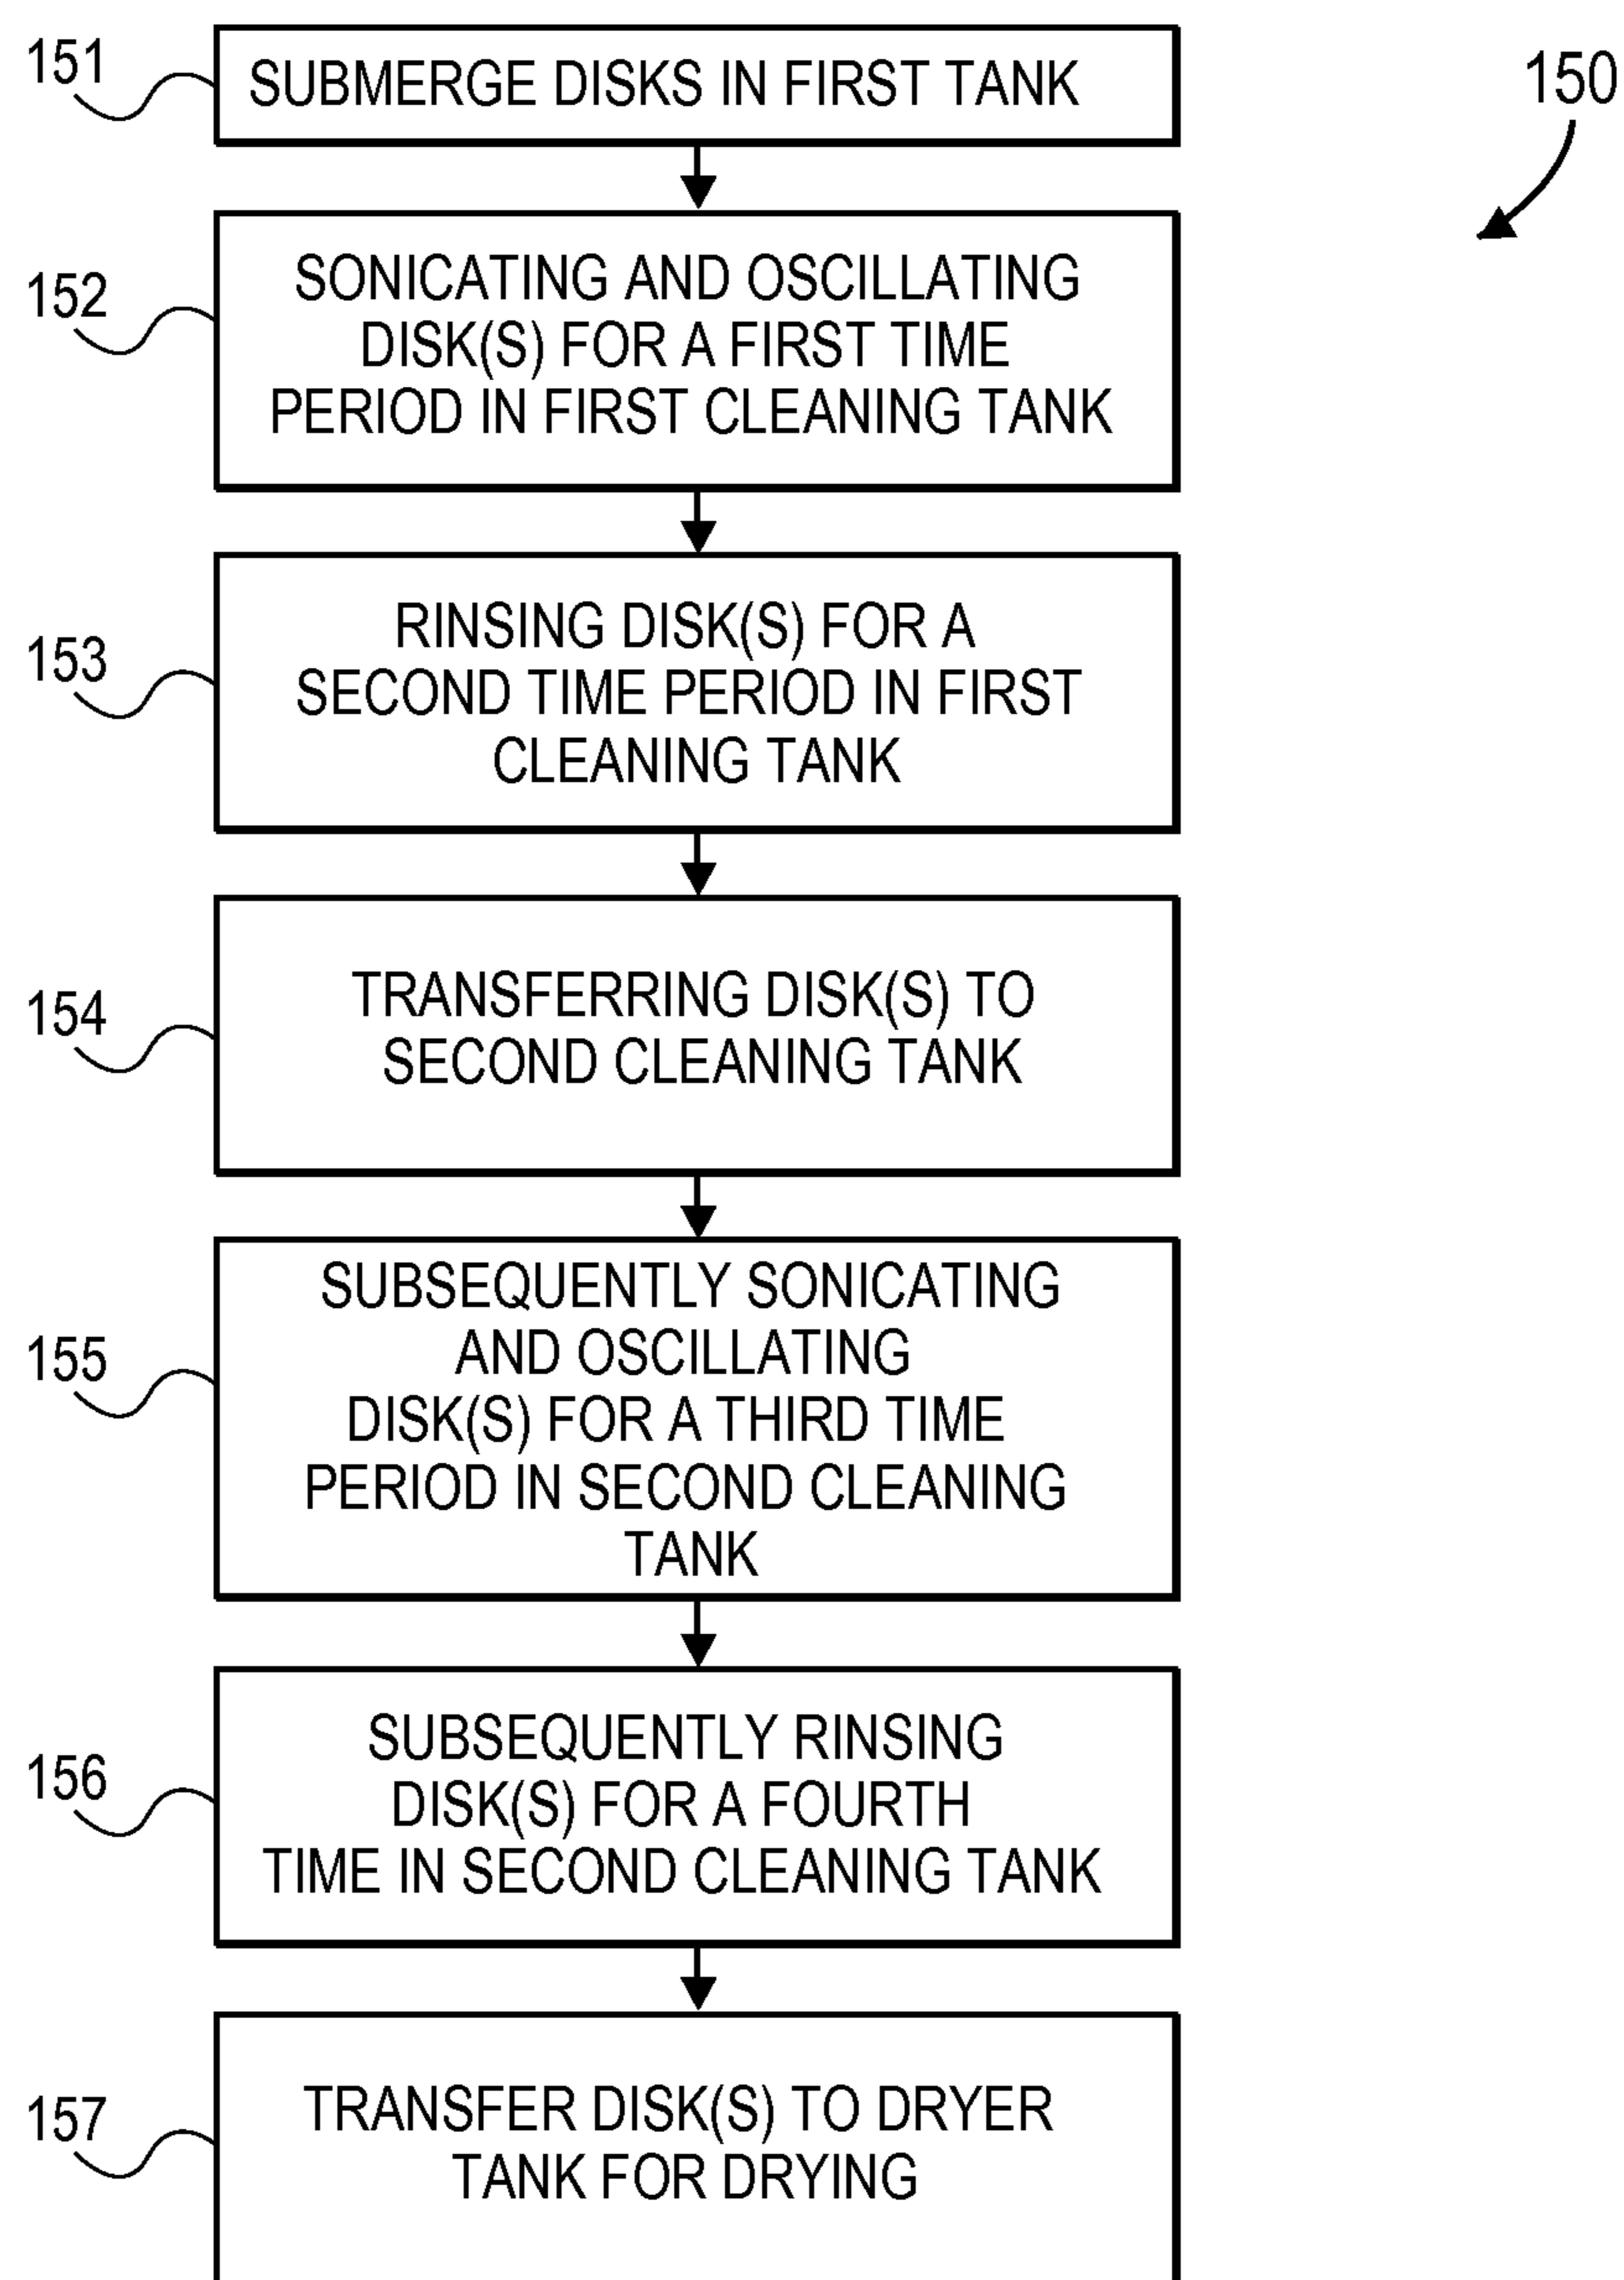 151
SUBMERGE DISKS IN FIRST TANK
150
152
SONICATING AND OSCILLATING
DISK(S) FOR A FIRST TIME
PERIOD IN FIRST CLEANING TANK
153
RINSING DISK(S) FOR A
SECOND TIME PERIOD IN FIRST
CLEANING TANK
154
TRANSFERRING DISK(S) TO
SECOND CLEANING TANK
155
SUBSEQUENTLY SONICATING
AND OSCILLATING
DISK(S) FOR A THIRD TIME
PERIOD IN SECOND CLEANING
TANK
156
SUBSEQUENTLY RINSING
DISK(S) FOR A FOURTH
TIME IN SECOND CLEANING TANK
157
TRANSFER DISK(S) TO DRYER
TANK FOR DRYING